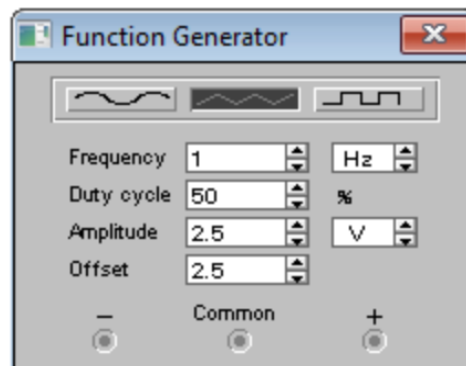 Function Generator
Frequency 1 Hz
Duty cycle 50 %
Amplitude 2.5 V
Offset 2.5
− Common +